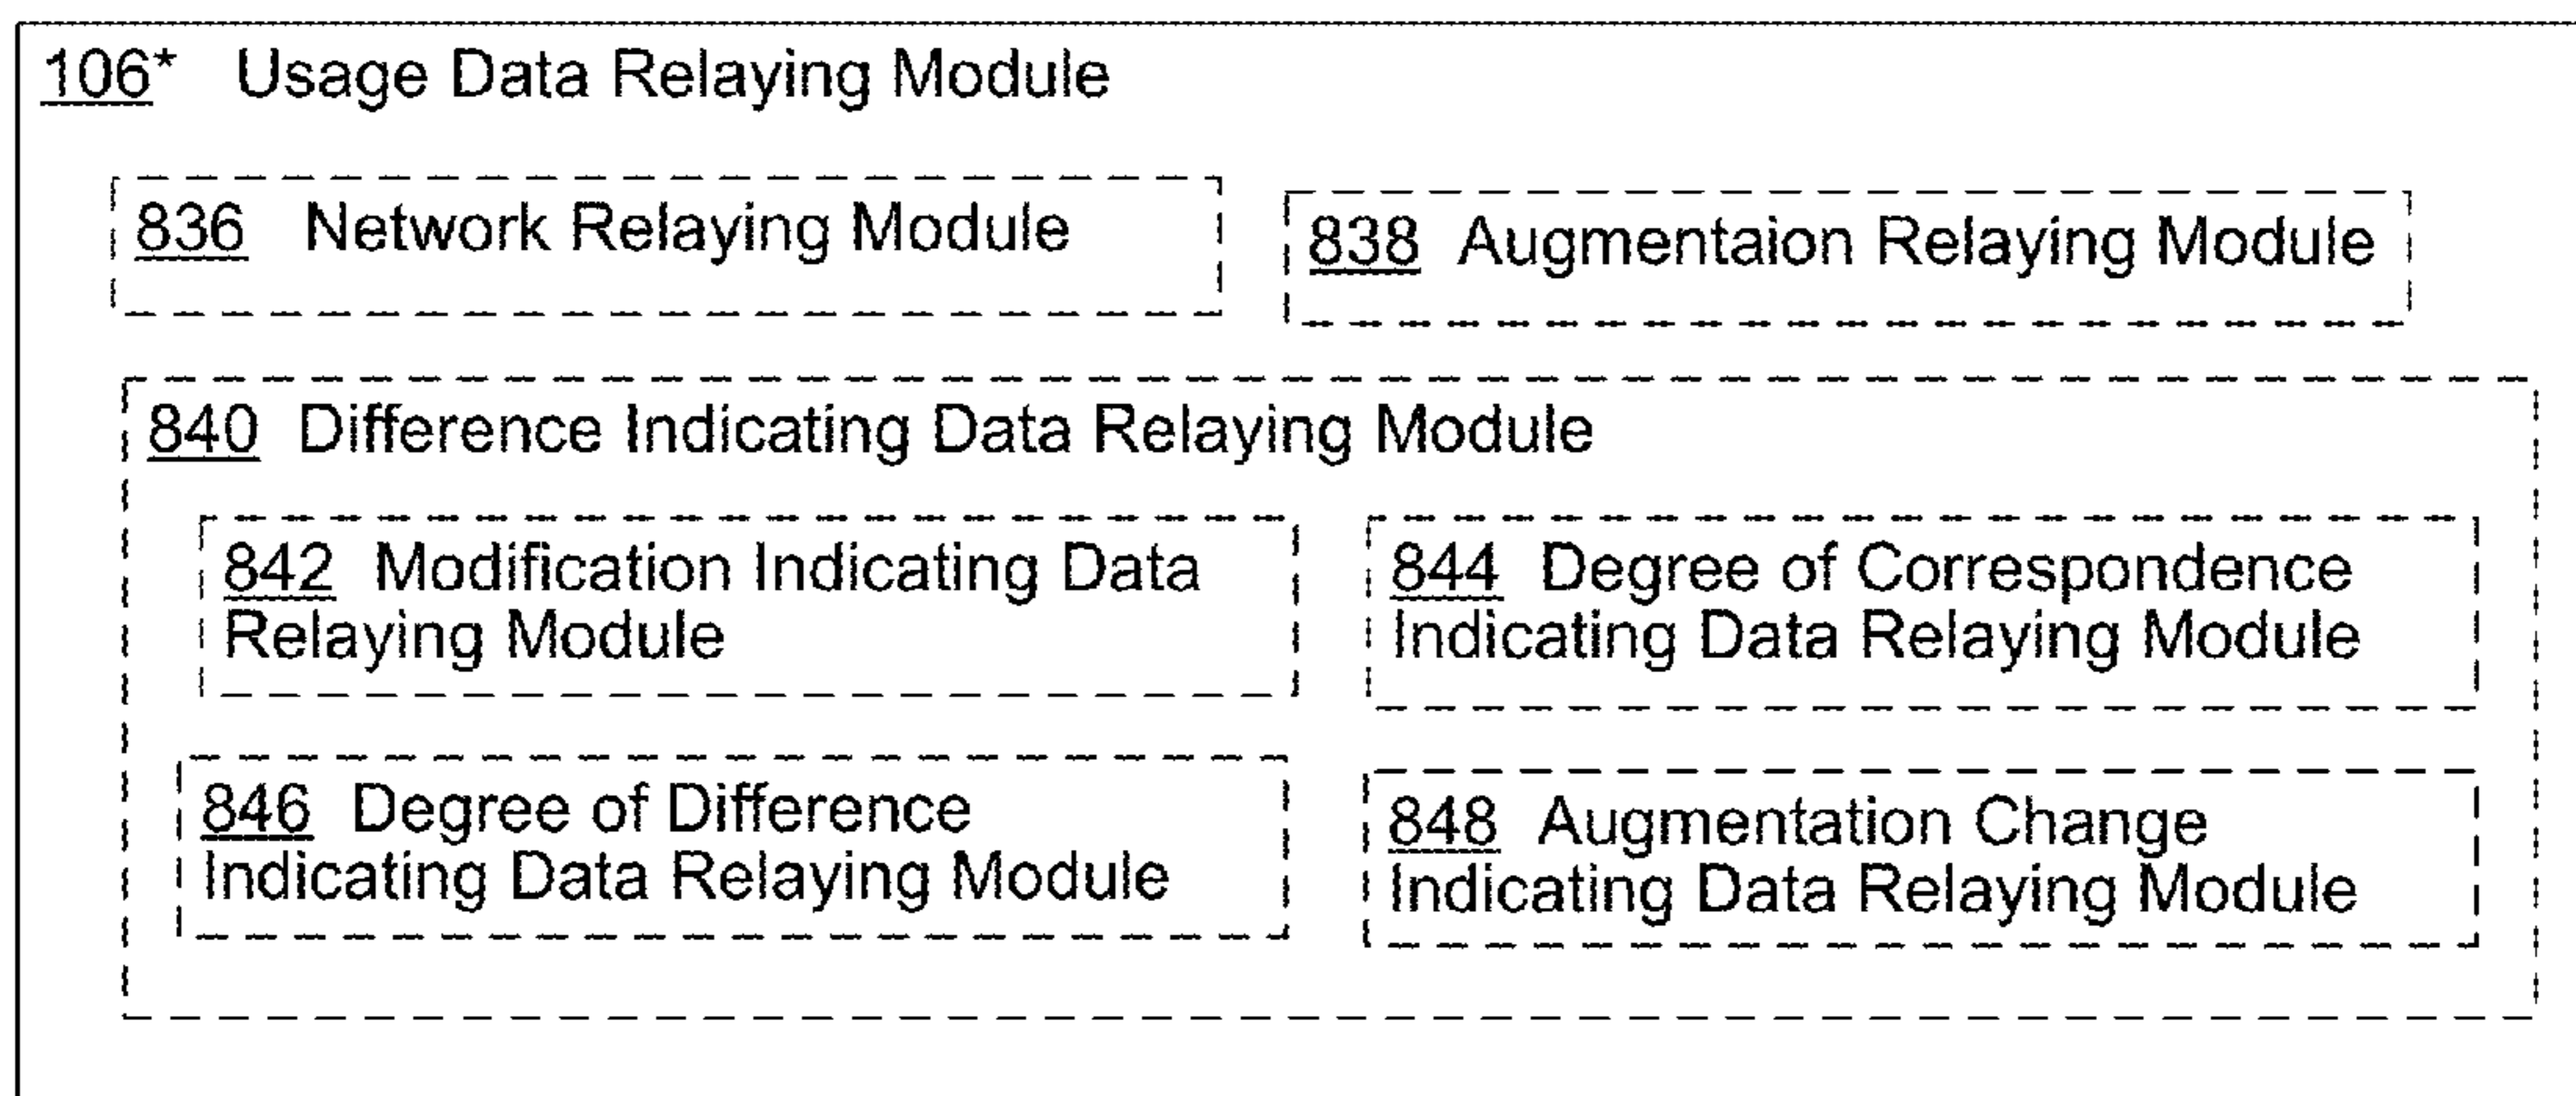 106* Usage Data Relaying Module
836 Network Relaying Module
838 Augmentaion Relaying Module
840 Difference Indicating Data Relaying Module
842 Modification Indicating Data
Relaying Module
844 Degree of Correspondence
Indicating Data Relaying Module
846 Degree of Difference
Indicating Data Relaying Module
848 Augmentation Change
Indicating Data Relaying Module